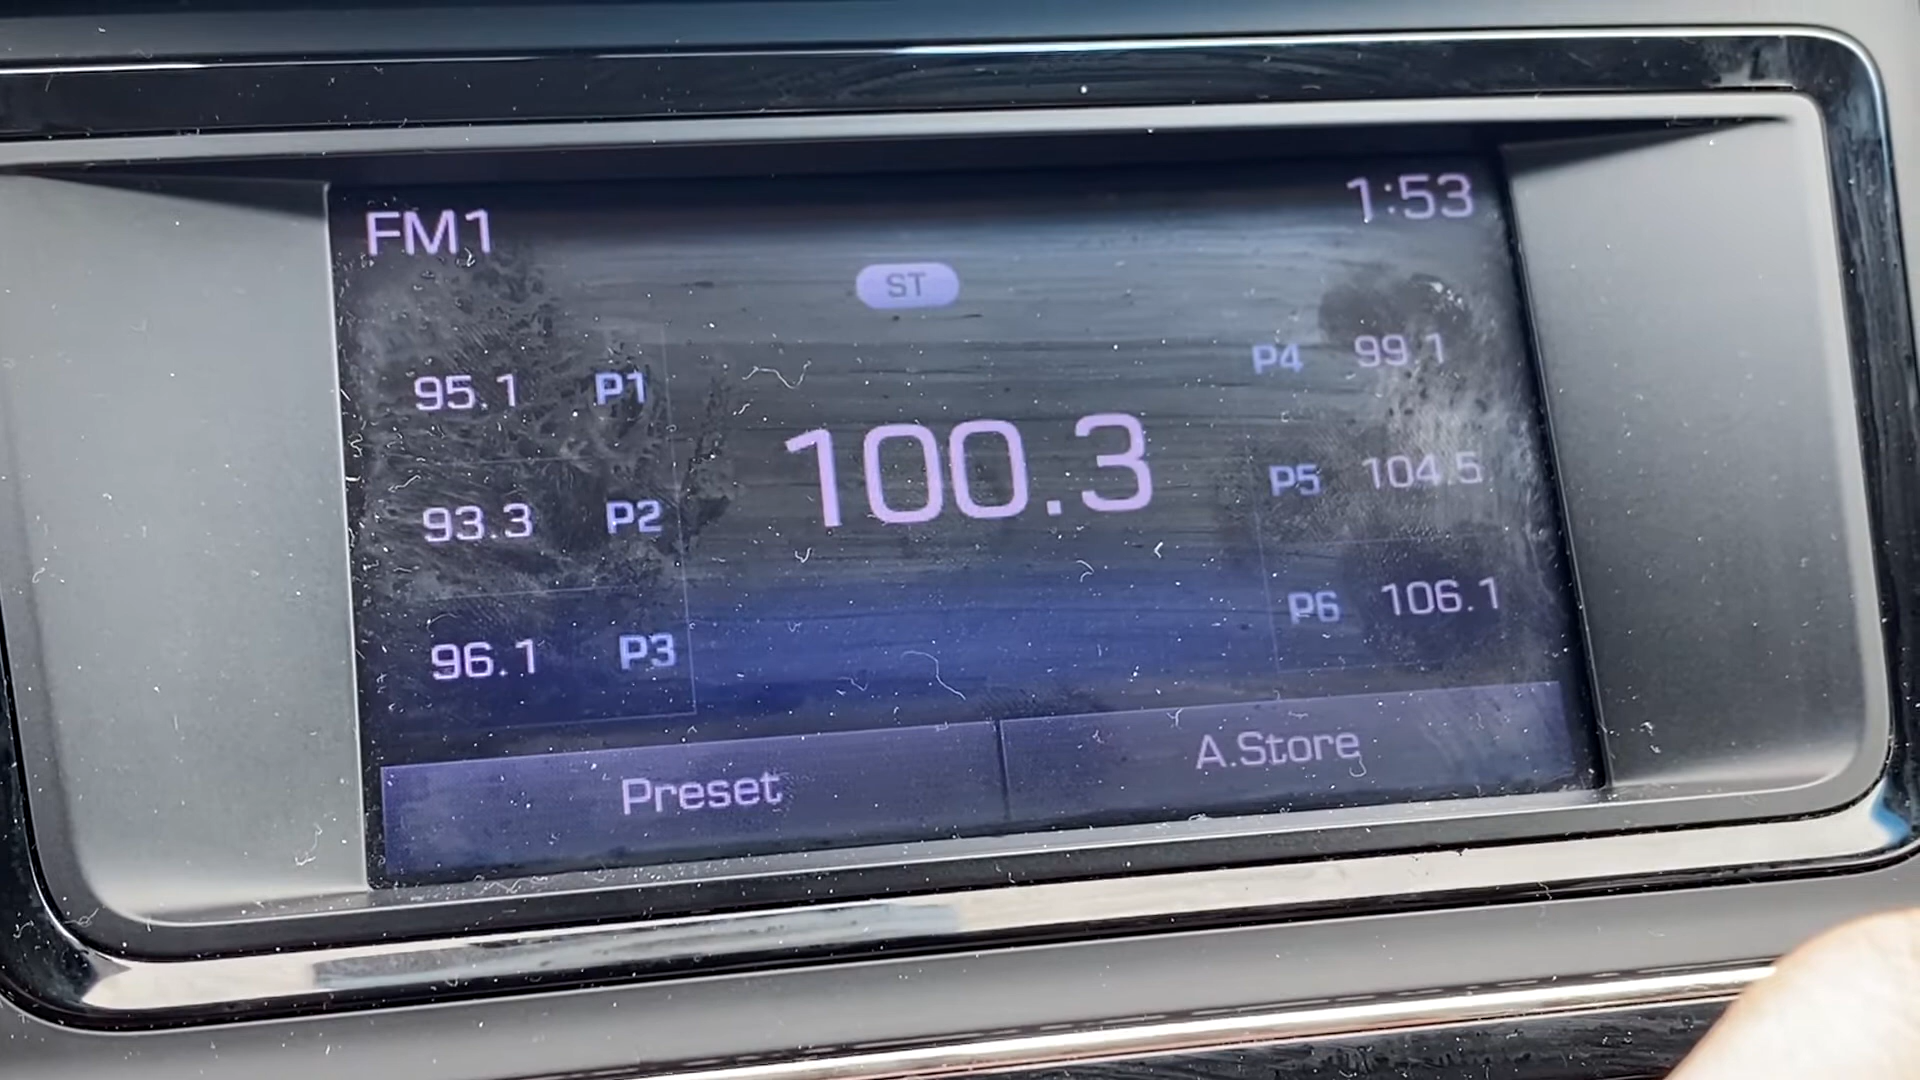 FM1 1:53
ST
95.1 P1
93.3 P2
96.1 P3
100.3
P4 99.1
P5 104.5
P6 106.1
Preset A.Store